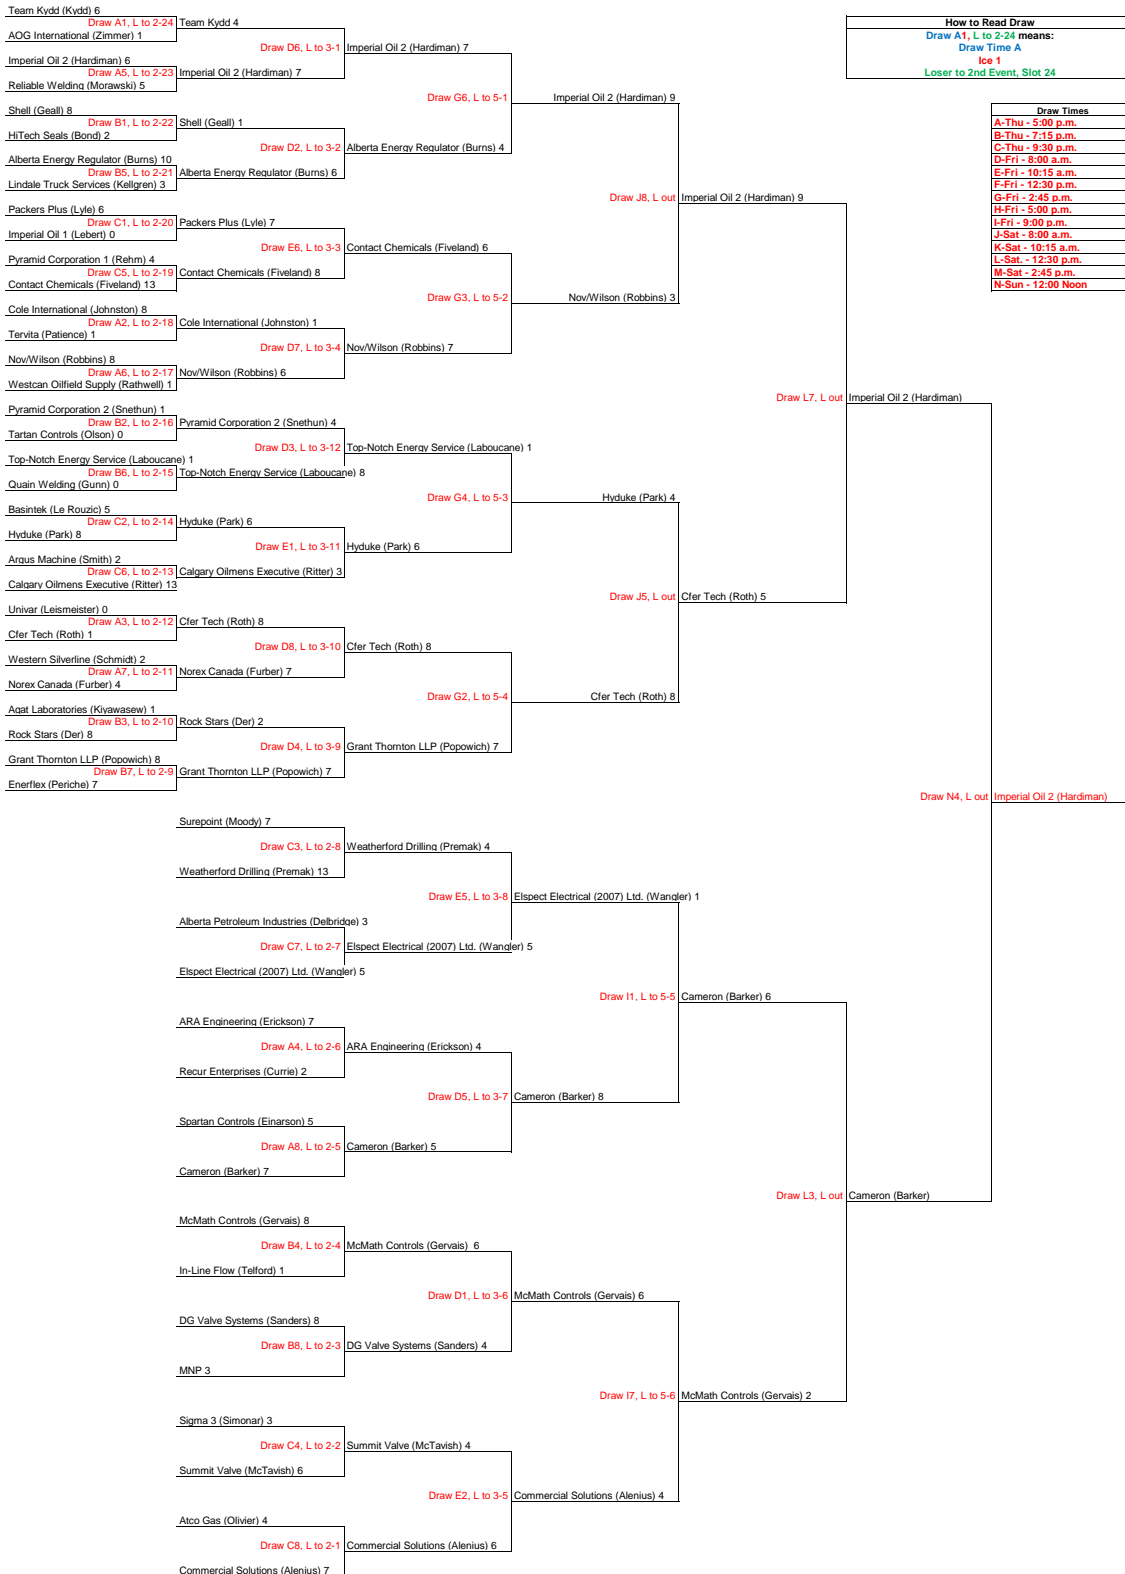 Team Kydd (Kydd) 6
Draw A1, L to 2-24
Team Kydd 4
AOG International (Zimmer) 1
Draw D6, L to 3-1
Imperial Oil 2 (Hardiman) 7
Imperial Oil 2 (Hardiman) 6
Draw A5, L to 2-23
Imperial Oil 2 (Hardiman) 7
Reliable Welding (Morawski) 5
Draw G6, L to 5-1
Imperial Oil 2 (Hardiman) 9
Shell (Geall) 8
Draw B1, L to 2-22
Shell (Geall) 1
HiTech Seals (Bond) 2
Draw D2, L to 3-2
Alberta Energy Regulator (Burns) 4
Alberta Energy Regulator (Burns) 10
Draw B5, L to 2-21
Alberta Energy Regulator (Burns) 6
Lindale Truck Services (Kellgren) 3
Draw J8, L out
Imperial Oil 2 (Hardiman) 9
Packers Plus (Lyle) 6
Draw C1, L to 2-20
Packers Plus (Lyle) 7
Imperial Oil 1 (Lebert) 0
Draw E6, L to 3-3
Contact Chemicals (Fiveland) 6
Pyramid Corporation 1 (Rehm) 4
Draw C5, L to 2-19
Contact Chemicals (Fiveland) 8
Contact Chemicals (Fiveland) 13
Draw G3, L to 5-2
Nov/Wilson (Robbins) 3
Cole International (Johnston) 8
Draw A2, L to 2-18
Cole International (Johnston) 1
Tervita (Patience) 1
Draw D7, L to 3-4
Nov/Wilson (Robbins) 7
Nov/Wilson (Robbins) 8
Draw A6, L to 2-17
Nov/Wilson (Robbins) 6
Westcan Oilfield Supply (Rathwell) 1
Draw L7, L out
Imperial Oil 2 (Hardiman)
Pyramid Corporation 2 (Snethun) 1
Draw B2, L to 2-16
Pyramid Corporation 2 (Snethun) 4
Tartan Controls (Olson) 0
Draw D3, L to 3-12
Top-Notch Energy Service (Laboucane) 1
Top-Notch Energy Service (Laboucane) 1
Draw B6, L to 2-15
Top-Notch Energy Service (Laboucane) 8
Quain Welding (Gunn) 0
Draw G4, L to 5-3
Hyduke (Park) 4
Basintek (Le Rouzic) 5
Draw C2, L to 2-14
Hyduke (Park) 6
Hyduke (Park) 8
Draw E1, L to 3-11
Hyduke (Park) 6
Argus Machine (Smith) 2
Draw C6, L to 2-13
Calgary Oilmens Executive (Ritter) 3
Calgary Oilmens Executive (Ritter) 13
Draw J5, L out
Cfer Tech (Roth) 5
Univar (Leismeister) 0
Draw A3, L to 2-12
Cfer Tech (Roth) 8
Cfer Tech (Roth) 1
Draw D8, L to 3-10
Cfer Tech (Roth) 8
Western Silverline (Schmidt) 2
Draw A7, L to 2-11
Norex Canada (Furber) 7
Norex Canada (Furber) 4
Draw G2, L to 5-4
Cfer Tech (Roth) 8
Agat Laboratories (Kiyawasew) 1
Draw B3, L to 2-10
Rock Stars (Der) 2
Rock Stars (Der) 8
Draw D4, L to 3-9
Grant Thornton LLP (Popowich) 7
Grant Thornton LLP (Popowich) 8
Draw B7, L to 2-9
Grant Thornton LLP (Popowich) 7
Enerflex (Periche) 7
Draw N4, L out
Imperial Oil 2 (Hardiman)
Surepoint (Moody) 7
Draw C3, L to 2-8
Weatherford Drilling (Premak) 4
Weatherford Drilling (Premak) 13
Draw E5, L to 3-8
Elspect Electrical (2007) Ltd. (Wangler) 1
Alberta Petroleum Industries (Delbridge) 3
Draw C7, L to 2-7
Elspect Electrical (2007) Ltd. (Wangler) 5
Elspect Electrical (2007) Ltd. (Wangler) 5
Draw I1, L to 5-5
Cameron (Barker) 6
ARA Engineering (Erickson) 7
Draw A4, L to 2-6
ARA Engineering (Erickson) 4
Recur Enterprises (Currie) 2
Draw D5, L to 3-7
Cameron (Barker) 8
Spartan Controls (Einarson) 5
Draw A8, L to 2-5
Cameron (Barker) 5
Cameron (Barker) 7
Draw L3, L out
Cameron (Barker)
McMath Controls (Gervais) 8
Draw B4, L to 2-4
McMath Controls (Gervais) 6
In-Line Flow (Telford) 1
Draw D1, L to 3-6
McMath Controls (Gervais) 6
DG Valve Systems (Sanders) 8
Draw B8, L to 2-3
DG Valve Systems (Sanders) 4
MNP 3
Draw I7, L to 5-6
McMath Controls (Gervais) 2
Sigma 3 (Simonar) 3
Draw C4, L to 2-2
Summit Valve (McTavish) 4
Summit Valve (McTavish) 6
Draw E2, L to 3-5
Commercial Solutions (Alenius) 4
Atco Gas (Olivier) 4
Draw C8, L to 2-1
Commercial Solutions (Alenius) 6
Commercial Solutions (Alenius) 7
How to Read Draw
Draw A1, L to 2-24 means:
Draw Time A
Ice 1
Loser to 2nd Event, Slot 24
Draw Times
A-Thu - 5:00 p.m.
B-Thu - 7:15 p.m.
C-Thu - 9:30 p.m.
D-Fri - 8:00 a.m.
E-Fri - 10:15 a.m.
F-Fri - 12:30 p.m.
G-Fri - 2:45 p.m.
H-Fri - 5:00 p.m.
I-Fri - 9:00 p.m.
J-Sat - 8:00 a.m.
K-Sat - 10:15 a.m.
L-Sat. - 12:30 p.m.
M-Sat - 2:45 p.m.
N-Sun - 12:00 Noon